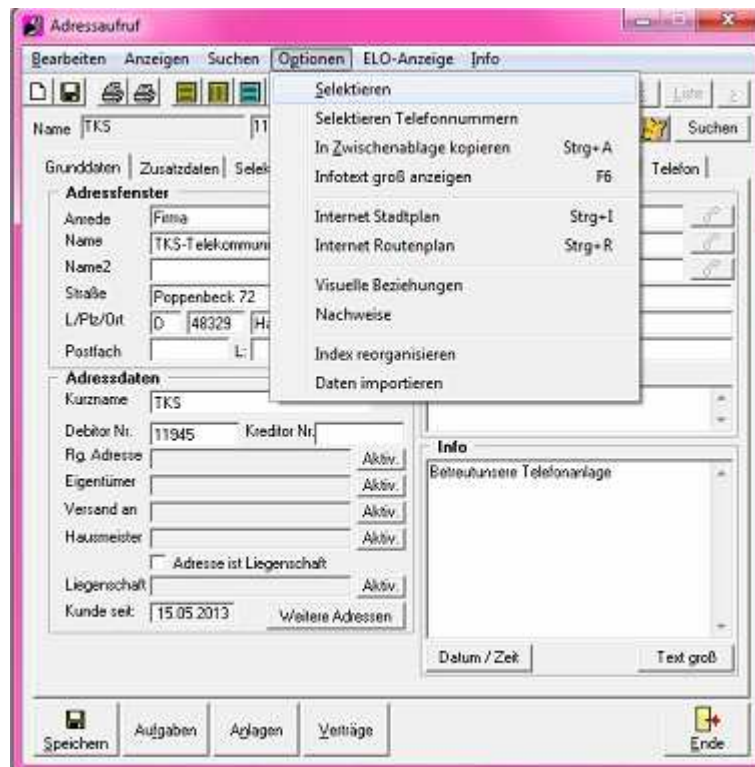 Adressaufruf
Bearbeiten Anzeigen Suchen Optionen ELO-Anzeige Info
Liste
Name TKS 11 Suchen
Grunddaten Zusatzdaten Selek Telefon
Selektieren
Selektieren Telefonnummern
In Zwischenablage kopieren Strg+A
Infotext groß anzeigen F6
Internet Stadtplan Strg+I
Internet Routenplan Strg+R
Visuelle Beziehungen
Nachweise
Index reorganisieren
Daten importieren
Adressfenster
Anrede Firma
Name TKS-Telekommuni
Name2
Straße Poppenbeck 72
L/Plz/Ort D 48329 Ha
Postfach L:
Adressdaten
Kurzname TKS
Debitor Nr. 11945 Kreditor Nr.
Rg. Adresse Aktiv.
Eigentümer Aktiv.
Versand an Aktiv.
Hausmeister Aktiv.
Adresse ist Liegenschaft
Liegenschaft Aktiv.
Kunde seit: 15.05.2013 Weitere Adressen
Info
Betreutunsere Telefonanlage
Datum / Zeit Text groß
Speichern Aufgaben Anlagen Verträge Ende